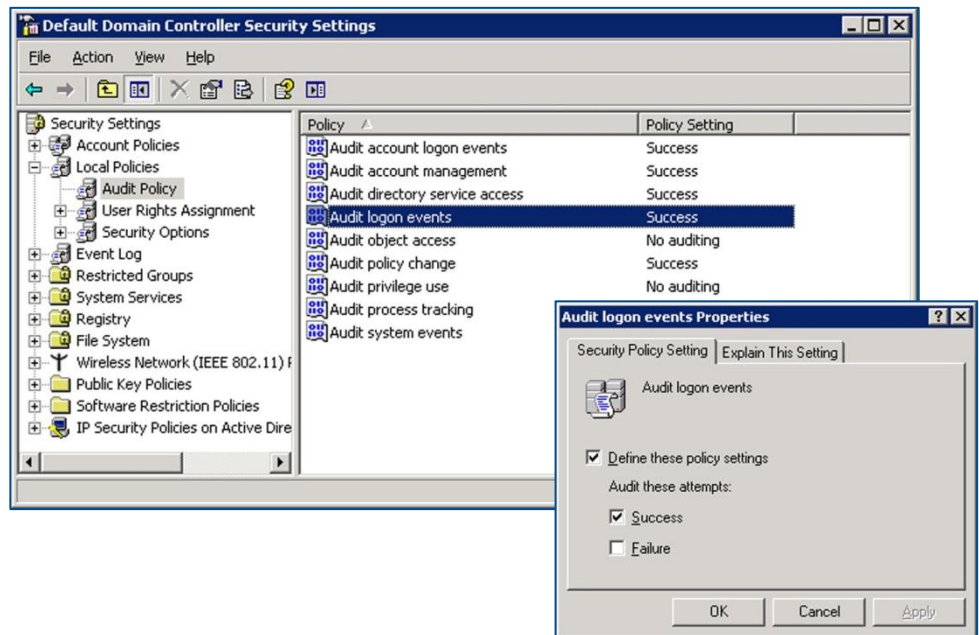 Default Domain Controller Security Settings
File Action View Help
Security Settings
Account Policies
Local Policies
Audit Policy
User Rights Assignment
Security Options
Event Log
Restricted Groups
System Services
Registry
File System
Wireless Network (IEEE 802.11) P
Public Key Policies
Software Restriction Policies
IP Security Policies on Active Dire
Policy Policy Setting
Audit account logon events Success
Audit account management Success
Audit directory service access Success
Audit logon events Success
Audit object access No auditing
Audit policy change Success
Audit privilege use No auditing
Audit process tracking
Audit system events
Audit logon events Properties
Security Policy Setting Explain This Setting
Audit logon events
Define these policy settings
Audit these attempts:
Success
Failure
OK Cancel Apply